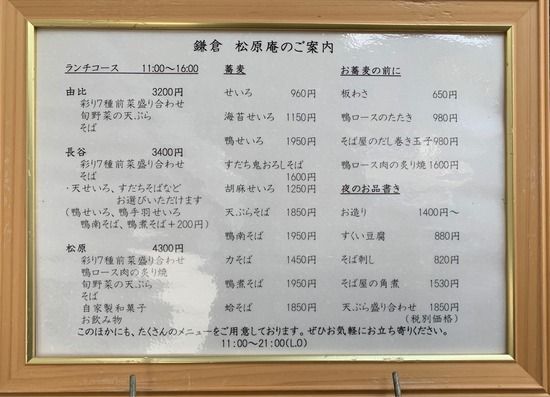 鎌倉 松原庵のご案内
ランチコース 11:00～16:00
由比 3200円
彩り7種前菜盛り合わせ
旬野菜の天ぷら
そば
長谷 3400円
彩り7種前菜盛り合わせ
・天せいろ、すだちそばなど
お選びいただけます
(鴨せいろ、鴨手羽せいろ
鴨南そば、鴨煮そば＋200円)
松原 4300円
彩り7種前菜盛り合わせ
鴨ロース肉の炙り焼
旬野菜の天ぷら
そば
自家製和菓子
お飲み物
蕎麦
せいろ 960円
海苔せいろ 1150円
鴨せいろ 1950円
すだち鬼おろしそば
1600円
胡麻せいろ 1250円
天ぷらそば 1850円
鴨南そば 1950円
力そば 1450円
鴨煮そば 1950円
蛤そば 1850円
お蕎麦の前に
板わさ 650円
鴨ロースのたたき 980円
そば屋のだし巻き玉子 980円
鴨ロース肉の炙り焼 1600円
夜のお品書き
お造り 1400円～
すくい豆腐 880円
そば刺し 820円
そば屋の角煮 1530円
天ぷら盛り合わせ 1850円
(税別価格)
このほかにも、たくさんのメニューをご用意しております。ぜひお気軽にお立ち寄りください。
11:00～21:00(L.O)